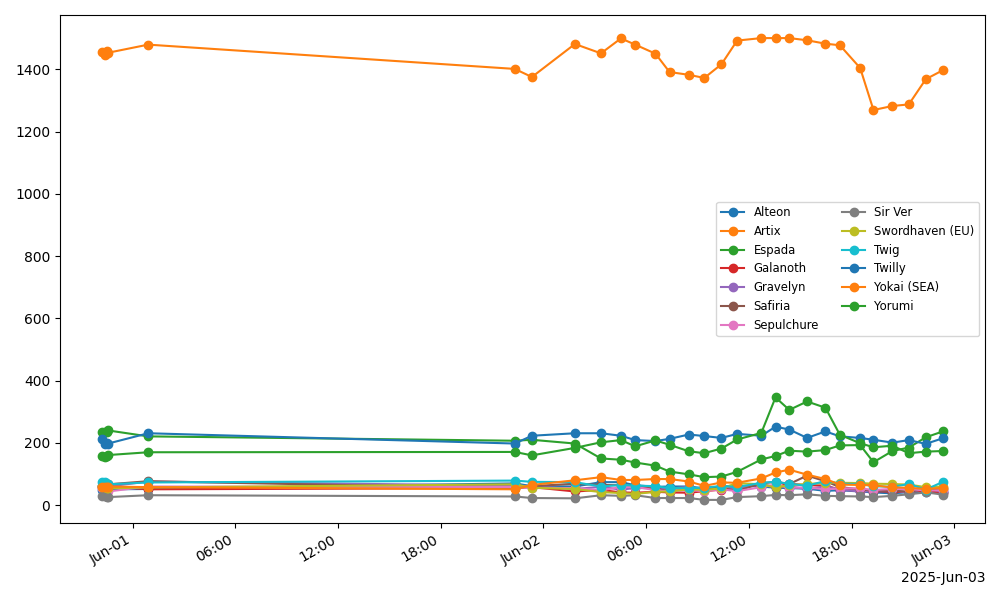 1400
1200
1000
800
600
400
200
0
Alteon
Artix
Espada
Galanoth
Gravelyn
Safiria
Sepulchure
Sir Ver
Swordhaven (EU)
Twig
Twilly
Yokai (SEA)
Yorumi
Jun-01
06:00
12:00
18:00
Jun-02
06:00
12:00
18:00
Jun-03
2025-Jun-03